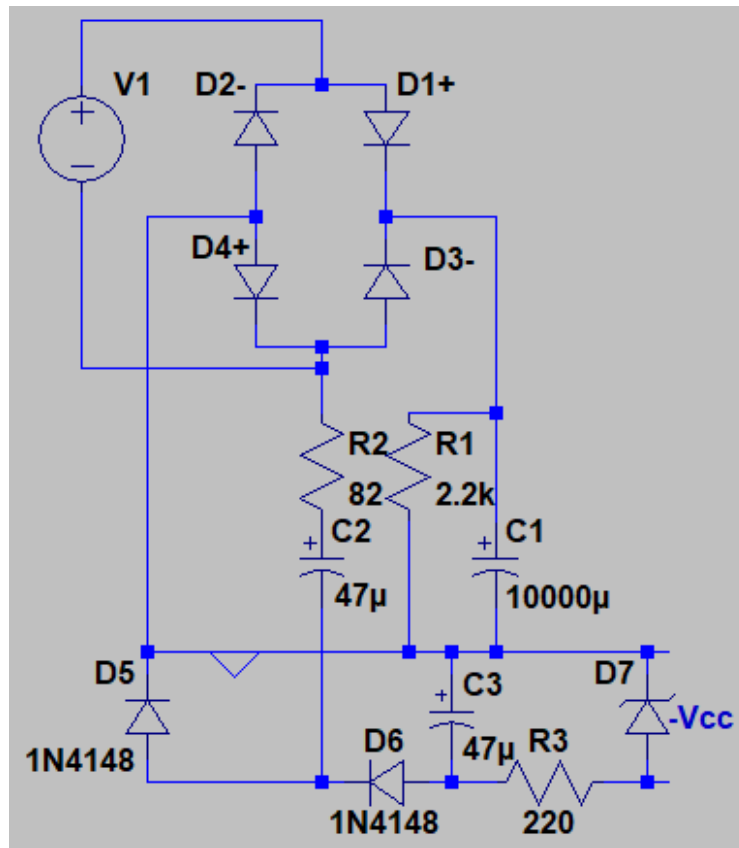 V1
D2-
D1+
D4+
D3-
R2
82
R1
2.2k
+
C2
47µ
+
C1
10000µ
D5
1N4148
+
C3
47µ
D7
-Vcc
D6
1N4148
R3
220